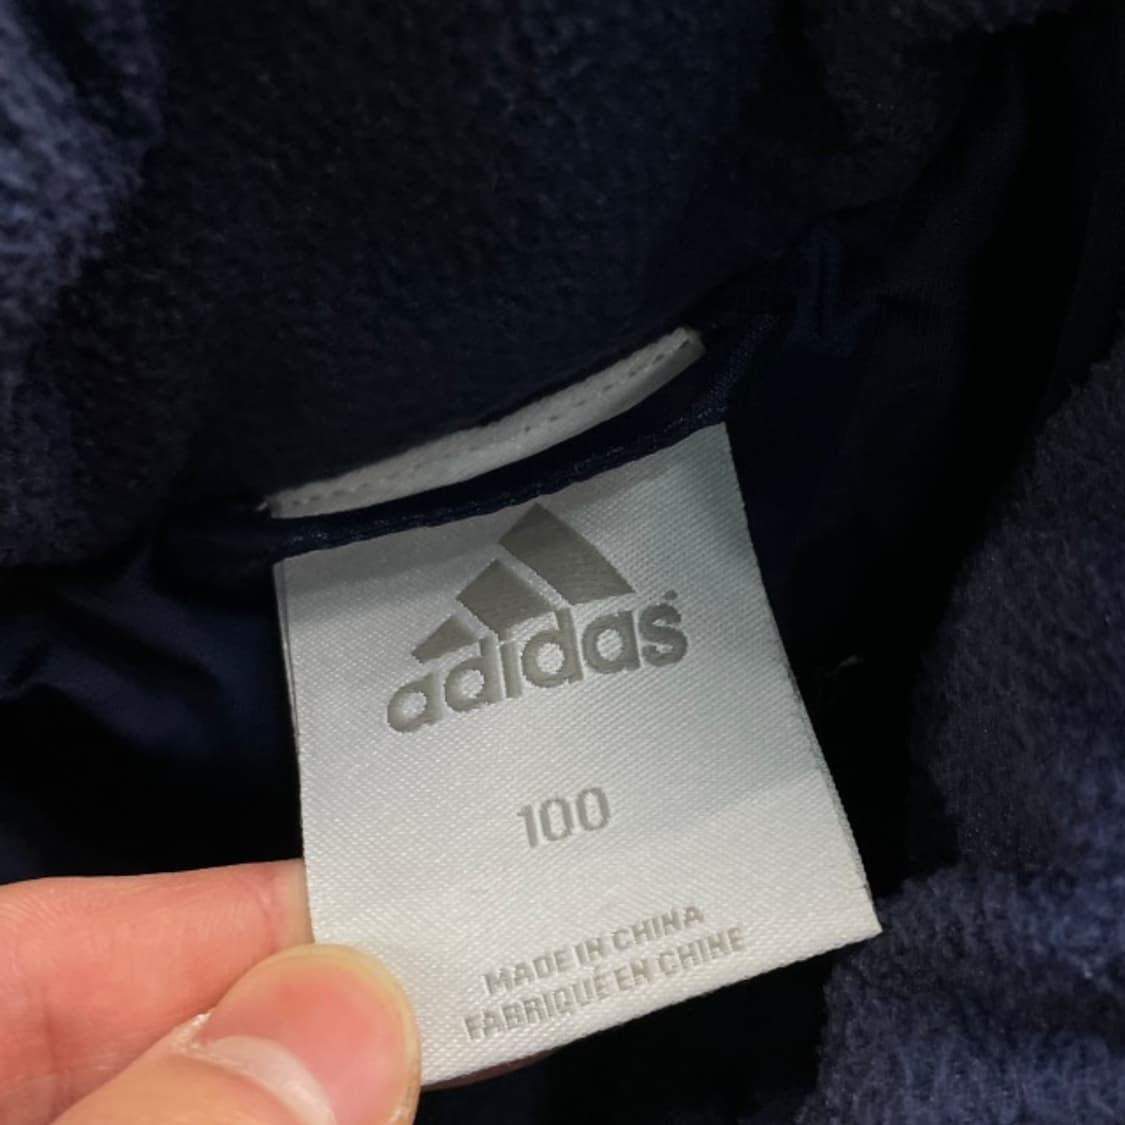 adidas
100
MADE IN CHINA
FABRIQUÉ EN CHINE